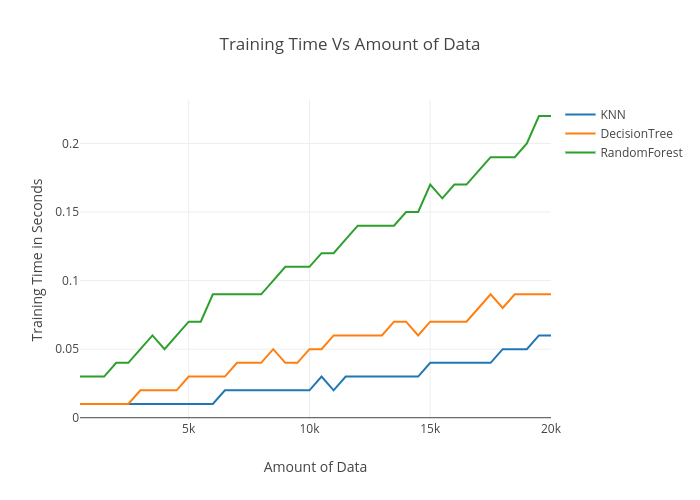 Training Time Vs Amount of Data
KNN
DecisionTree
RandomForest
Training Time in Seconds
0.2
0.15
0.1
0.05
0
5k
10k
15k
20k
Amount of Data